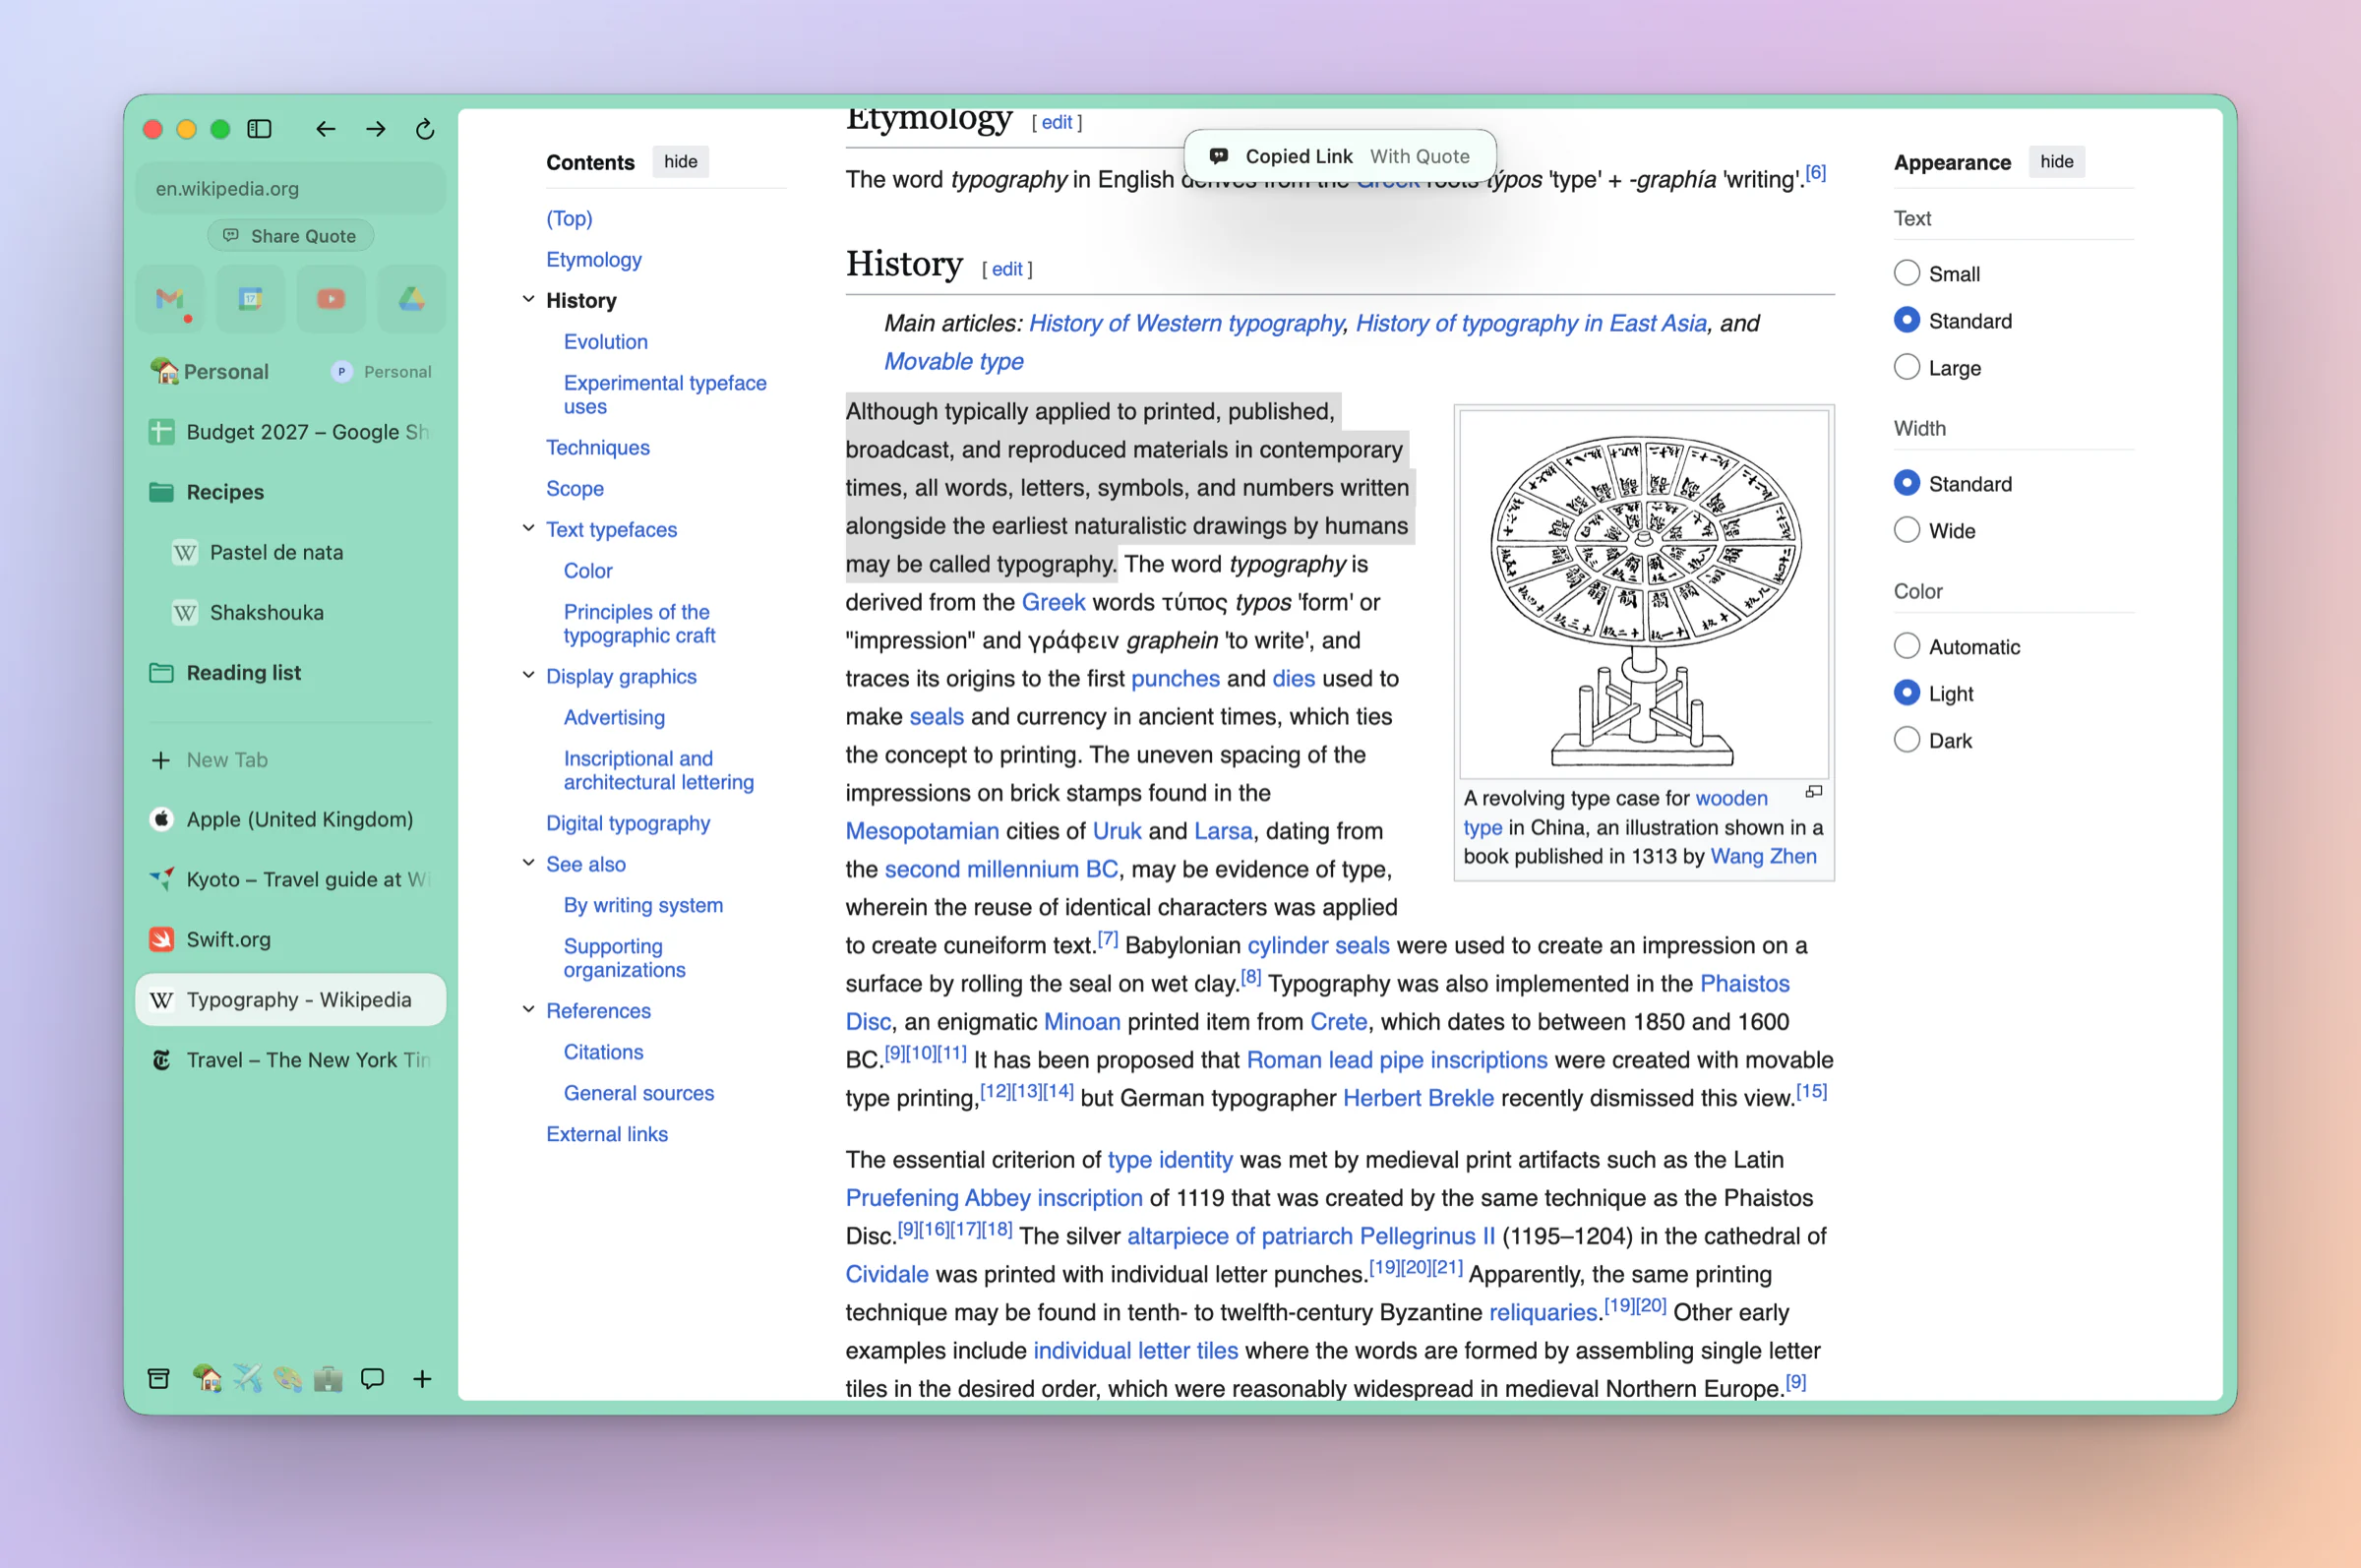 en.wikipedia.org
Share Quote
17
Personal
P Personal
Budget 2027 – Google Sh
Recipes
W Pastel de nata
W Shakshouka
Reading list
New Tab
Apple (United Kingdom)
Kyoto – Travel guide at Wi
Swift.org
W Typography - Wikipedia
Travel – The New York Tim
Contents hide
(Top)
Etymology
History
Evolution
Experimental typeface
uses
Techniques
Scope
Text typefaces
Color
Principles of the
typographic craft
Display graphics
Advertising
Inscriptional and
architectural lettering
Digital typography
See also
By writing system
Supporting
organizations
References
Citations
General sources
External links
Etymology [ edit ]
Copied Link With Quote
The word typography in English derives from the Greek roots týpos 'type' + -graphía 'writing'.[6]
History [ edit ]
Main articles: History of Western typography, History of typography in East Asia, and
Movable type
Although typically applied to printed, published,
broadcast, and reproduced materials in contemporary
times, all words, letters, symbols, and numbers written
alongside the earliest naturalistic drawings by humans
may be called typography. The word typography is
derived from the Greek words τύπος typos 'form' or
"impression" and γράφειν graphein 'to write', and
traces its origins to the first punches and dies used to
make seals and currency in ancient times, which ties
the concept to printing. The uneven spacing of the
impressions on brick stamps found in the
Mesopotamian cities of Uruk and Larsa, dating from
the second millennium BC, may be evidence of type,
wherein the reuse of identical characters was applied
to create cuneiform text.[7] Babylonian cylinder seals were used to create an impression on a
surface by rolling the seal on wet clay.[8] Typography was also implemented in the Phaistos
Disc, an enigmatic Minoan printed item from Crete, which dates to between 1850 and 1600
BC.[9][10][11] It has been proposed that Roman lead pipe inscriptions were created with movable
type printing,[12][13][14] but German typographer Herbert Brekle recently dismissed this view.[15]
The essential criterion of type identity was met by medieval print artifacts such as the Latin
Pruefening Abbey inscription of 1119 that was created by the same technique as the Phaistos
Disc.[9][16][17][18] The silver altarpiece of patriarch Pellegrinus II (1195–1204) in the cathedral of
Cividale was printed with individual letter punches.[19][20][21] Apparently, the same printing
technique may be found in tenth- to twelfth-century Byzantine reliquaries.[19][20] Other early
examples include individual letter tiles where the words are formed by assembling single letter
tiles in the desired order, which were reasonably widespread in medieval Northern Europe.[9]
A revolving type case for wooden
type in China, an illustration shown in a
book published in 1313 by Wang Zhen
Appearance hide
Text
Small
Standard
Large
Width
Standard
Wide
Color
Automatic
Light
Dark